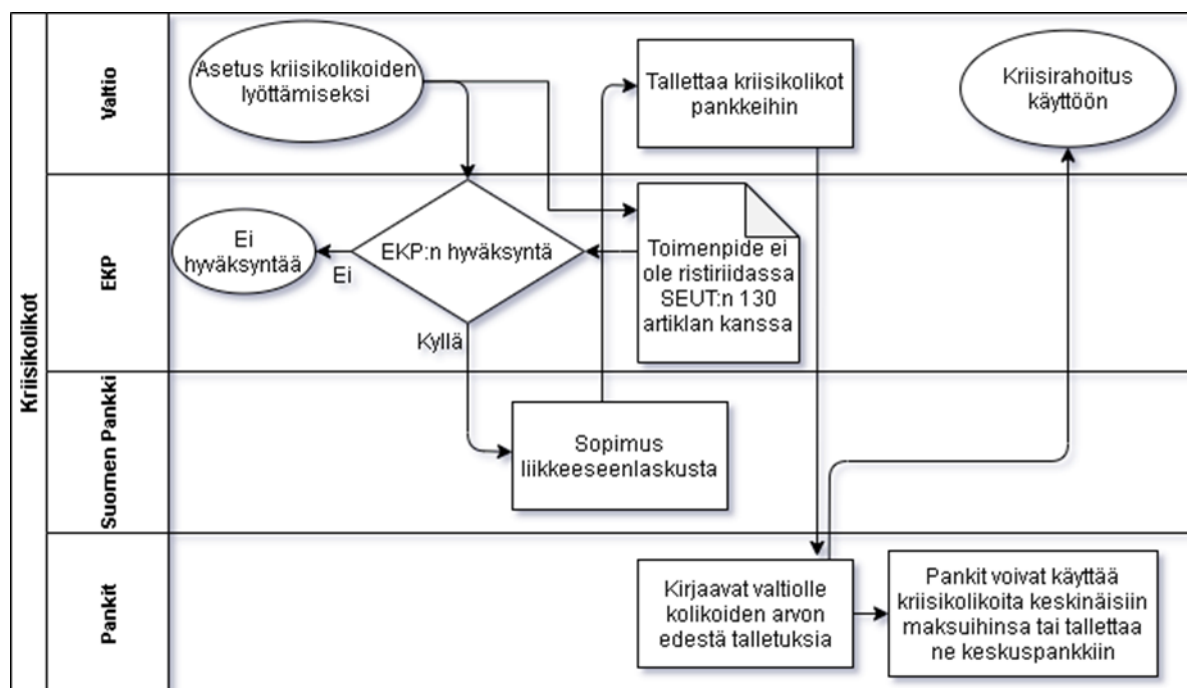 Kriisikolikot
Valtio
Asetus kriisikolikoiden
lyöttämiseksi
Tallettaa kriisikolikot
pankkeihin
Kriisirahoitus
käyttöön
EKP
Ei
hyväksyntää
Ei
EKP:n hyväksyntä
Kyllä
Toimenpide ei
ole ristiriidassa
SEUT:n 130
artiklan kanssa
Suomen Pankki
Sopimus
liikkeeseenlaskusta
Pankit
Kirjaavat valtiolle
kolikoiden arvon
edestä talletuksia
Pankit voivat käyttää
kriisikolikoita keskinäisiin
maksuihinsa tai tallettaa
ne keskuspankkiin